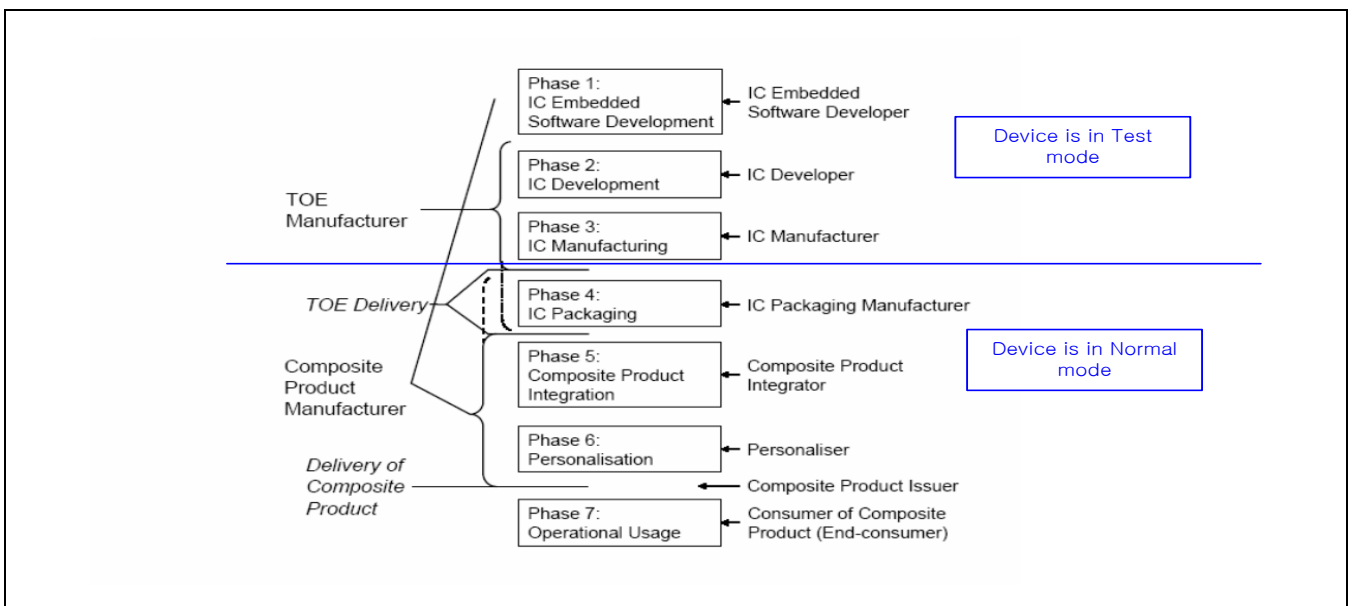 Phase 1:
IC Embedded
Software Development
IC Embedded
Software Developer
Device is in Test
mode
Phase 2:
IC Development
IC Developer
TOE
Manufacturer
Phase 3:
IC Manufacturing
IC Manufacturer
TOE Delivery
Phase 4:
IC Packaging
IC Packaging Manufacturer
Device is in Normal
mode
Composite
Product
Manufacturer
Phase 5:
Composite Product
Integration
Composite Product
Integrator
Phase 6:
Personalisation
Personaliser
Delivery of
Composite
Product
Composite Product Issuer
Phase 7:
Operational Usage
Consumer of Composite
Product (End-consumer)